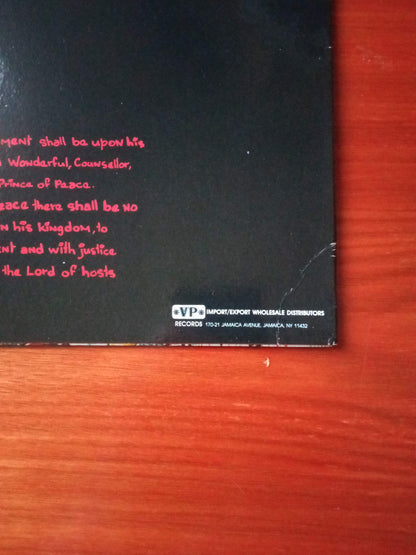 ment shall be upon his
Wonderful, Counsellor,
Prince of Peace.
eace there shall be no
n his kingdom, to
ent and with justice
the Lord of hosts
VP IMPORT/EXPORT WHOLESALE DISTRIBUTORS
RECORDS 170-21 JAMAICA AVENUE, JAMAICA, NY 11432